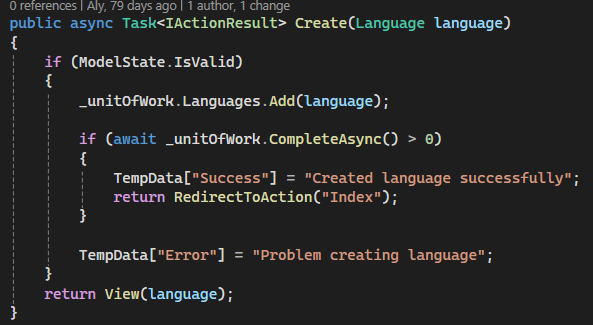 0 references | Aly, 79 days ago | 1 author, 1 change
public async Task<IActionResult> Create(Language language)
{
    if (ModelState.IsValid)
    {
        _unitOfWork.Languages.Add(language);

        if (await _unitOfWork.CompleteAsync() > 0)
        {
            TempData["Success"] = "Created language successfully";
            return RedirectToAction("Index");
        }

        TempData["Error"] = "Problem creating language";
    }
    return View(language);
}